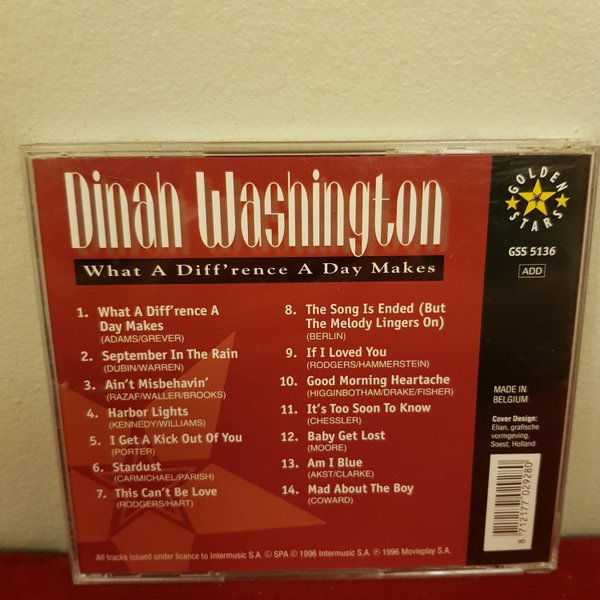 Dinah Washington
What A Diff'rence A Day Makes
1. What A Diff'rence A
Day Makes
(ADAMS/GREVER)
2. September In The Rain
(DUBIN/WARREN)
3. Ain't Misbehavin'
(RAZAF/WALLER/BROOKS)
4. Harbor Lights
(KENNEDY/WILLIAMS)
5. I Get A Kick Out Of You
(PORTER)
6. Stardust
(CARMICHAEL/PARISH)
7. This Can't Be Love
(RODGERS/HART)
8. The Song Is Ended (But
The Melody Lingers On)
(BERLIN)
9. If I Loved You
(RODGERS/HAMMERSTEIN)
10. Good Morning Heartache
(HIGGINBOTHAM/DRAKE/FISHER)
11. It's Too Soon To Know
(CHESSLER)
12. Baby Get Lost
(MOORE)
13. Am I Blue
(AKST/CLARKE)
14. Mad About The Boy
(COWARD)
All tracks issued under licence to Intermusic S.A. © SPA © 1996 Intermusic S.A. ℗ 1996 Movieplay S.A.
GOLDEN
STARS
GSS 5136
ADD
MADE IN
BELGIUM
Cover Design:
Elian, grafische
vormgeving,
Soest, Holland
8 712177 029280